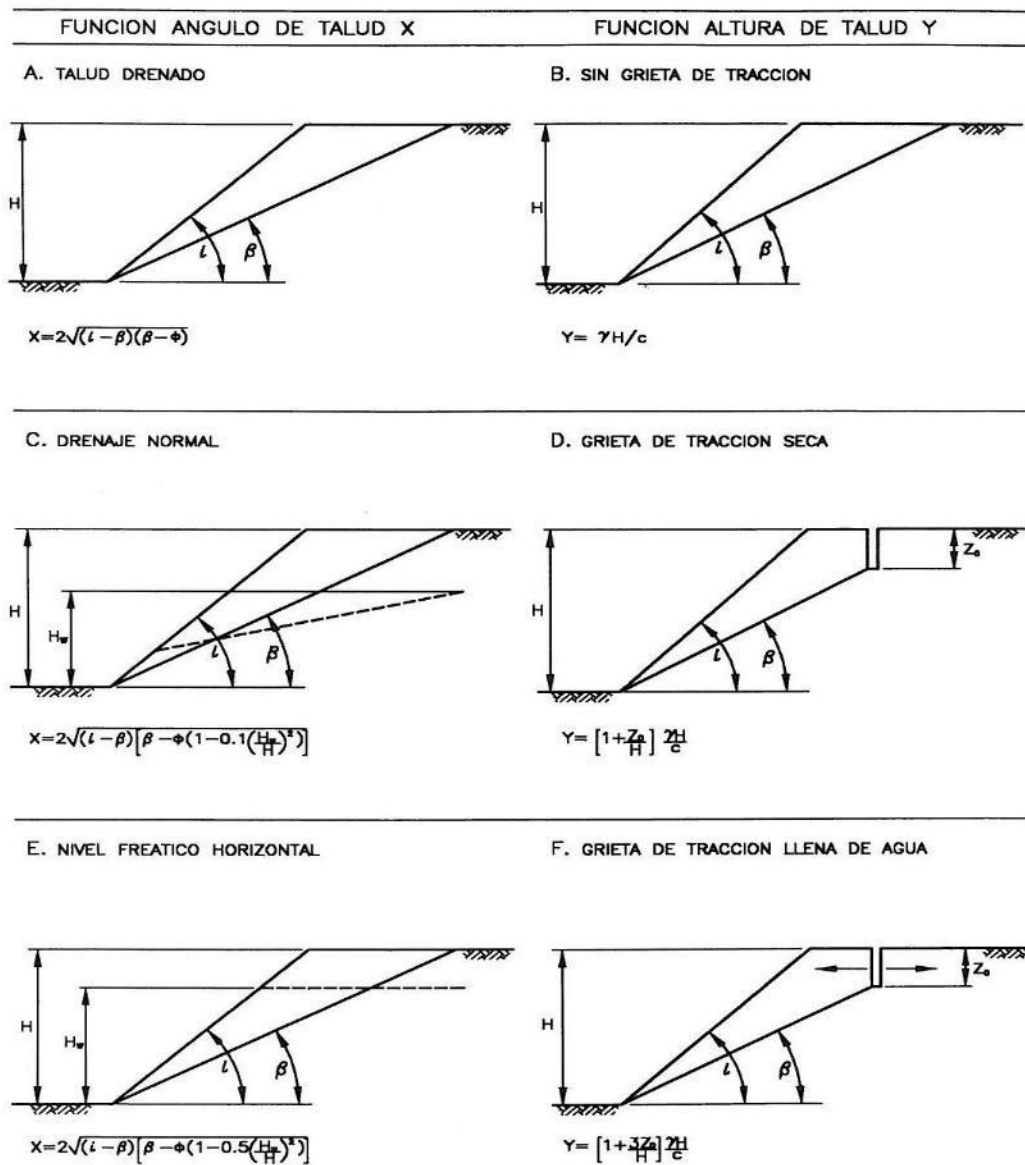 FUNCION ANGULO DE TALUD X
FUNCION ALTURA DE TALUD Y
A. TALUD DRENADO
B. SIN GRIETA DE TRACCION
H
i
β
H
i
β
X=2√(i-β)(β-Φ)
Y= γH/c
C. DRENAJE NORMAL
D. GRIETA DE TRACCION SECA
H
Hw
i
β
H
Zo
i
β
X=2√(i-β)[β-Φ(1-0.1(Hw/H)²)]
Y=[1+Zo/H] γH/c
E. NIVEL FREATICO HORIZONTAL
F. GRIETA DE TRACCION LLENA DE AGUA
H
Hw
i
β
H
Zo
i
β
X=2√(i-β)[β-Φ(1-0.5(Hw/H)²)]
Y=[1+3Zo/H] γH/c